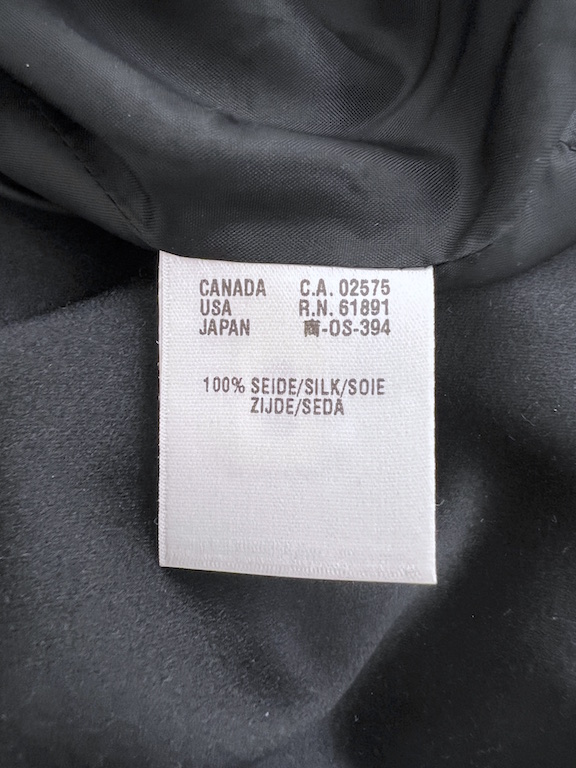 CANADA C.A. 02575
USA R.N. 61891
JAPAN 商-OS-394
100% SEIDE/SILK/SOIE
ZIJDE/SEDA